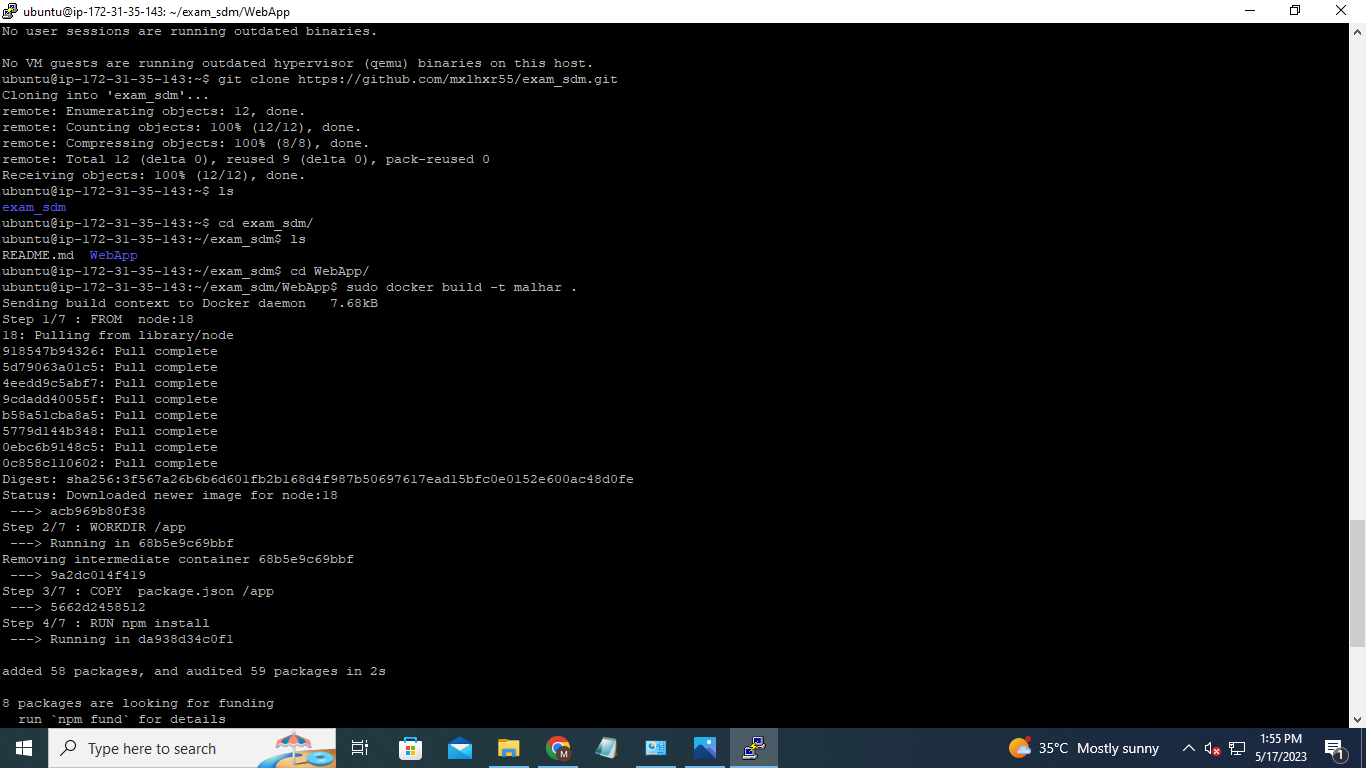 ubuntu@ip-172-31-35-143: ~/exam_sdm/WebApp
No user sessions are running outdated binaries.
No VM guests are running outdated hypervisor (qemu) binaries on this host.
ubuntu@ip-172-31-35-143:~$ git clone https://github.com/mxlhxr55/exam_sdm.git
Cloning into 'exam_sdm'...
remote: Enumerating objects: 12, done.
remote: Counting objects: 100% (12/12), done.
remote: Compressing objects: 100% (8/8), done.
remote: Total 12 (delta 0), reused 9 (delta 0), pack-reused 0
Receiving objects: 100% (12/12), done.
ubuntu@ip-172-31-35-143:~$ ls
exam_sdm
ubuntu@ip-172-31-35-143:~$ cd exam_sdm/
ubuntu@ip-172-31-35-143:~/exam_sdm$ ls
README.md  WebApp
ubuntu@ip-172-31-35-143:~/exam_sdm$ cd WebApp/
ubuntu@ip-172-31-35-143:~/exam_sdm/WebApp$ sudo docker build -t malhar .
Sending build context to Docker daemon   7.68kB
Step 1/7 : FROM  node:18
18: Pulling from library/node
918547b94326: Pull complete
5d79063a01c5: Pull complete
4eedd9c5abf7: Pull complete
9cdadd40055f: Pull complete
b58a51cba8a5: Pull complete
5779d144b348: Pull complete
0ebc6b9148c5: Pull complete
0c858c110602: Pull complete
Digest: sha256:3f567a26b6b6d601fb2b168d4f987b50697617ead15bfc0e0152e600ac48d0fe
Status: Downloaded newer image for node:18
 ---> acb969b80f38
Step 2/7 : WORKDIR /app
 ---> Running in 68b5e9c69bbf
Removing intermediate container 68b5e9c69bbf
 ---> 9a2dc014f419
Step 3/7 : COPY  package.json /app
 ---> 5662d2458512
Step 4/7 : RUN npm install
 ---> Running in da938d34c0f1
added 58 packages, and audited 59 packages in 2s
8 packages are looking for funding
  run `npm fund` for details
Type here to search
M
35°C Mostly sunny
1:55 PM
5/17/2023
1